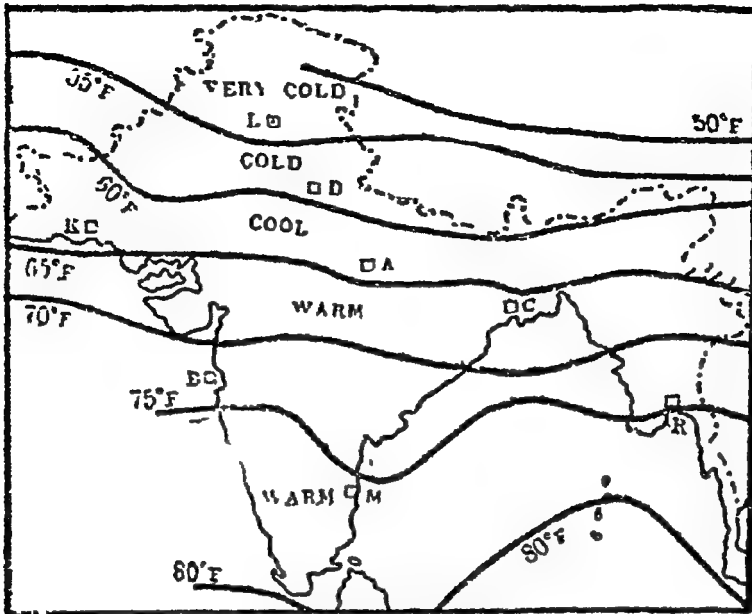 55°F
VERY COLD
50°F
L
COLD
D
60°F
COOL
K
A
65°F
WARM
70°F
C
B
75°F
R
WARM
M
80°F
80°F